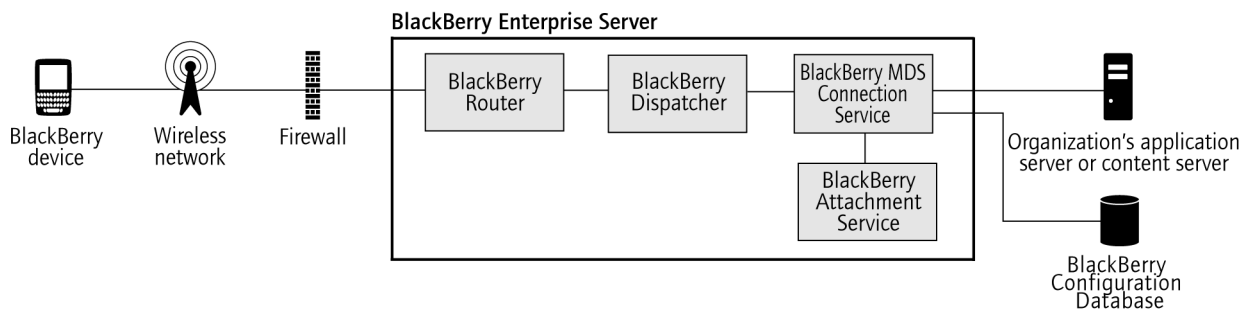 BlackBerry Enterprise Server
BlackBerry
device
Wireless
network
Firewall
BlackBerry
Router
BlackBerry
Dispatcher
BlackBerry MDS
Connection
Service
BlackBerry
Attachment
Service
Organization's application
server or content server
BlackBerry
Configuration
Database